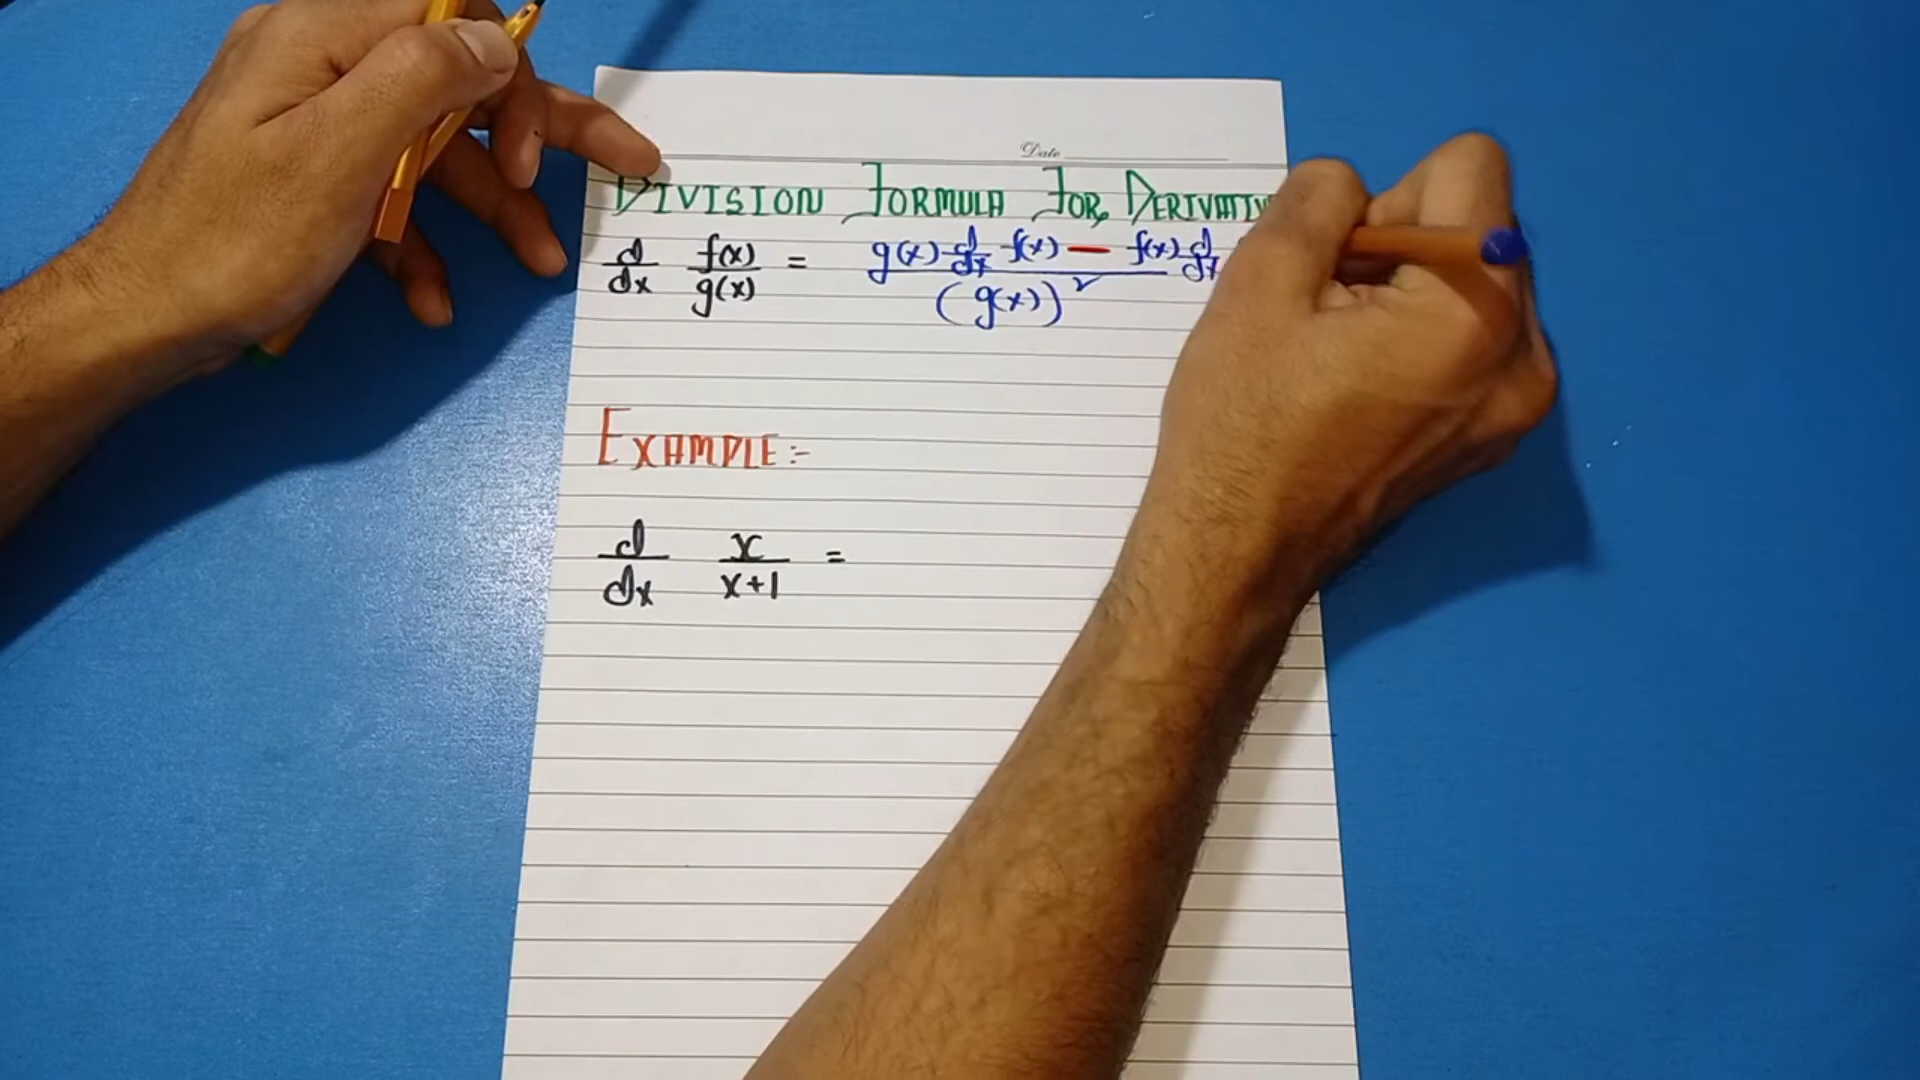 Date
DIVISION FORMULA FOR DERIVATIV
d/dx f(x)/g(x) = g(x) d/dx f(x) — f(x) d/dx / (g(x))²
EXAMPLE:-
d/dx x/x+1 =